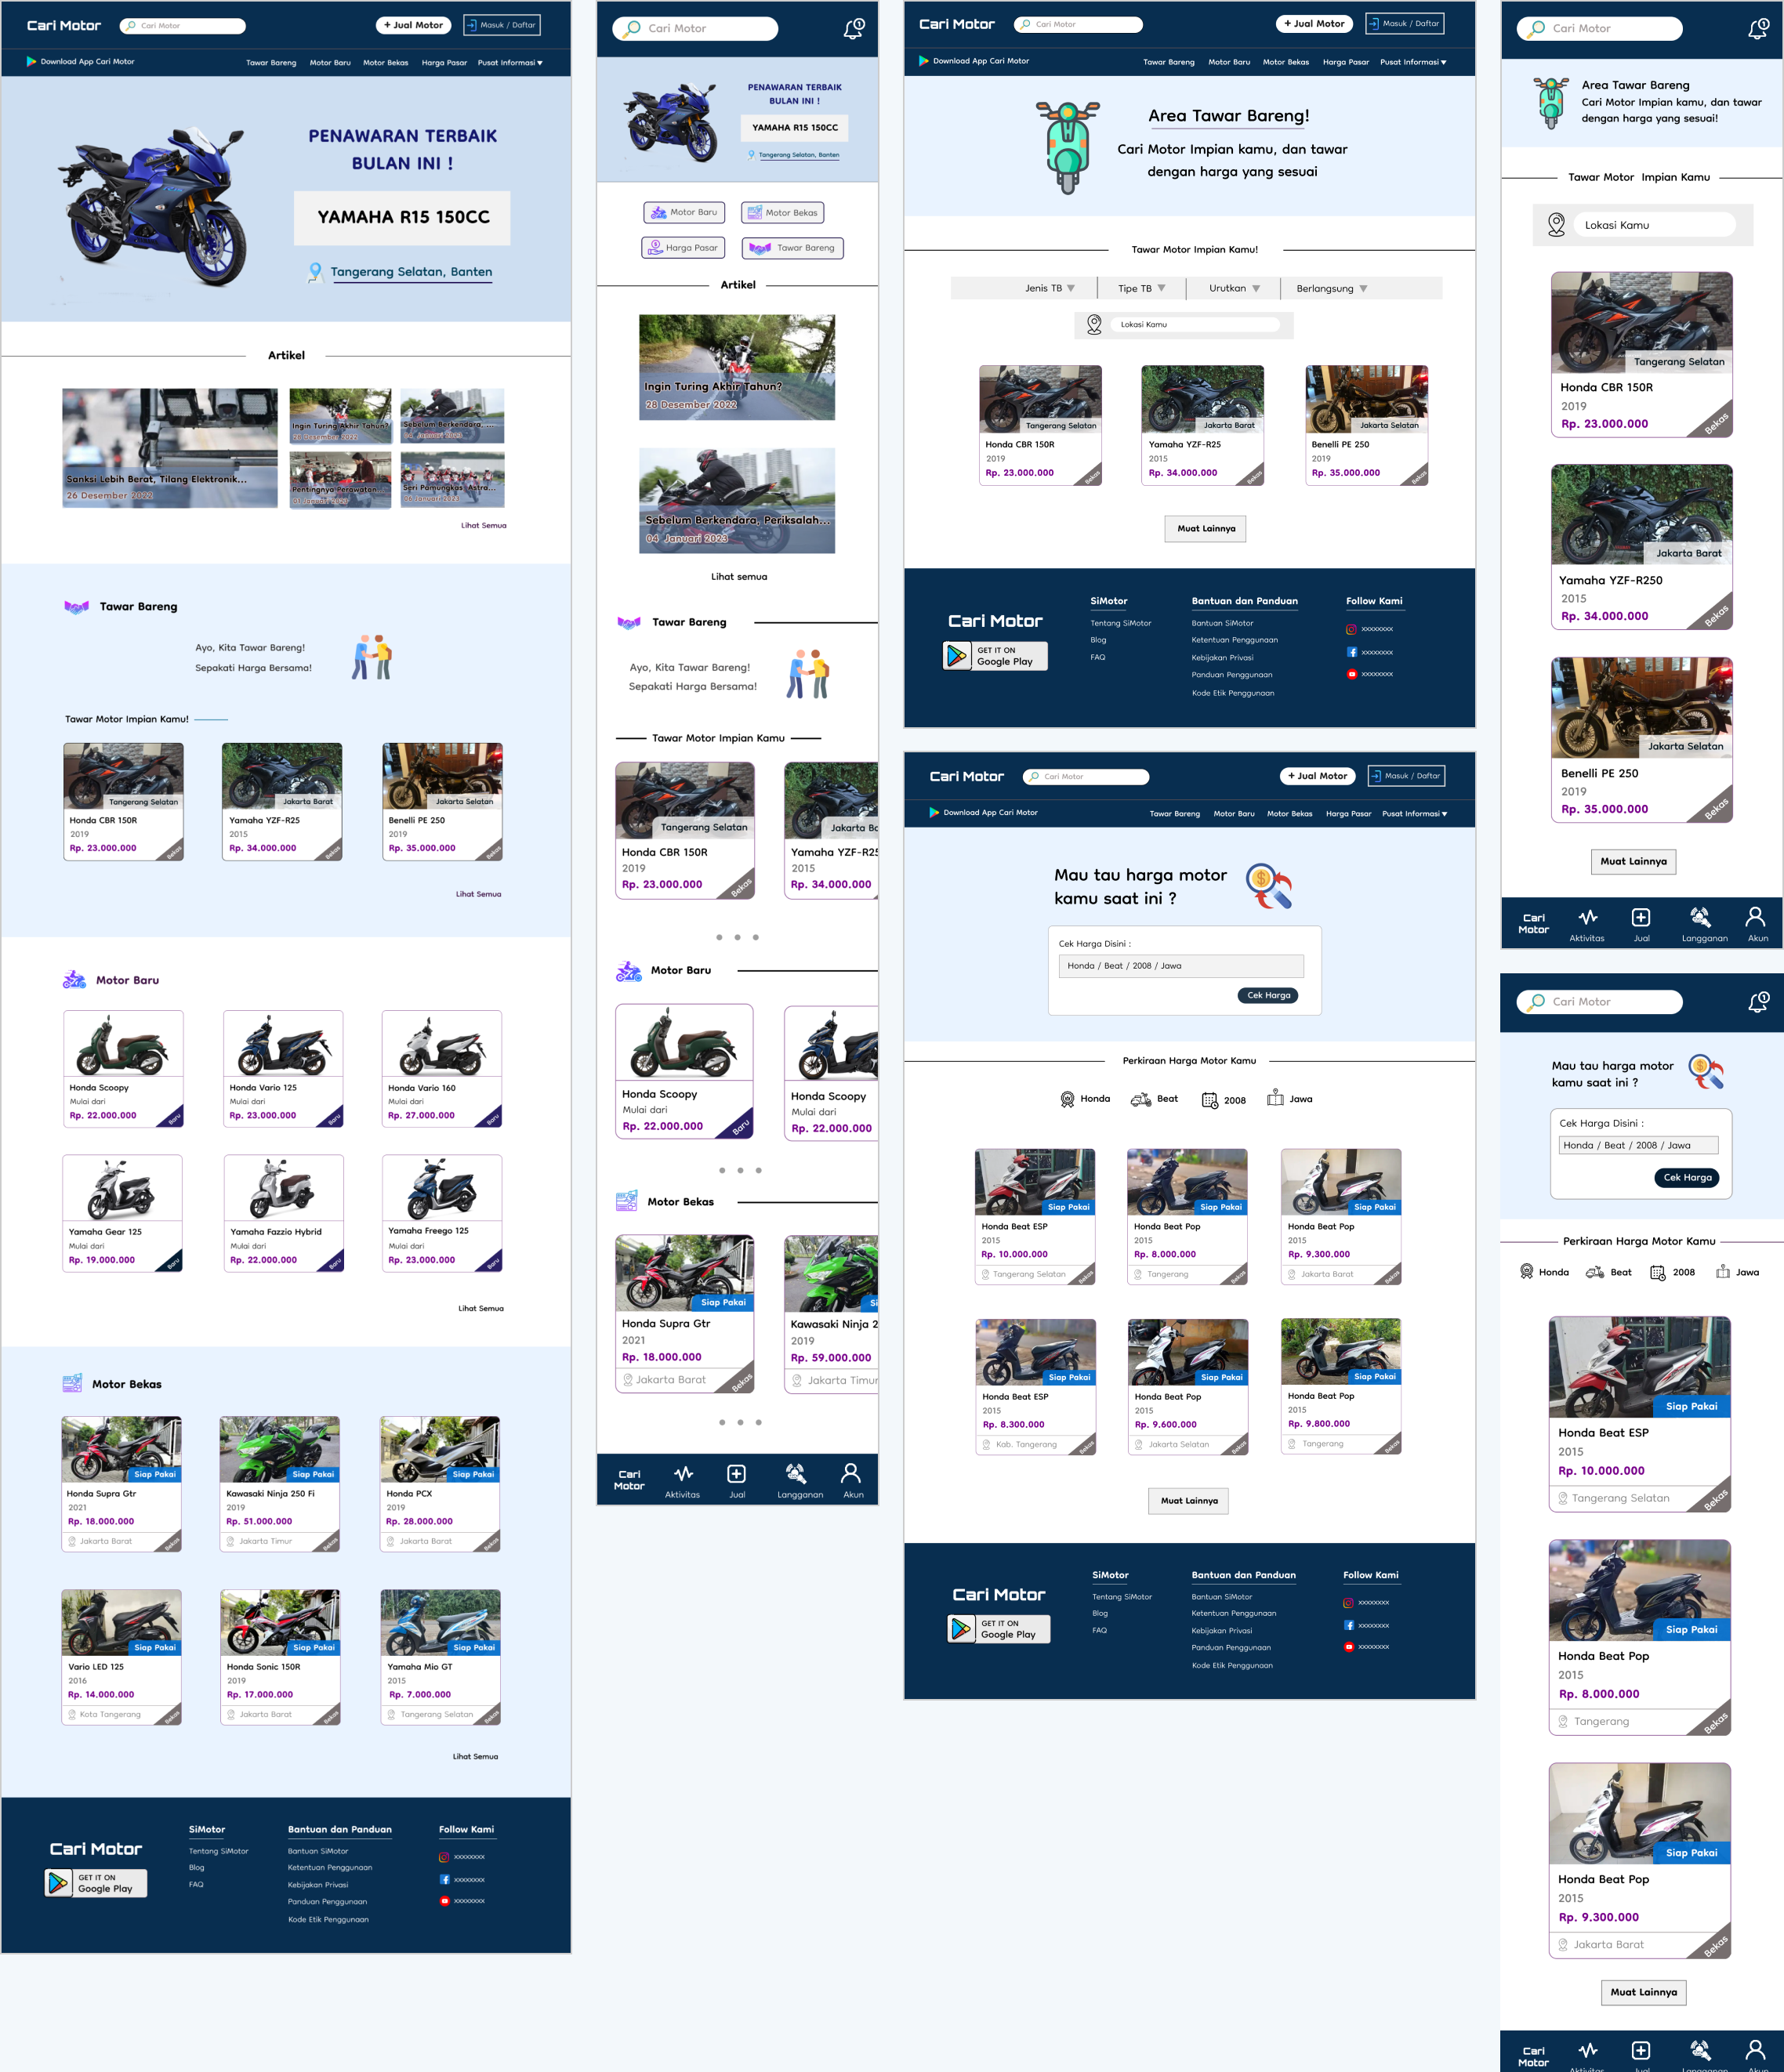 Cari Motor
Cari Motor
+ Jual Motor
Masuk / Daftar
Download App Cari Motor
Tawar Bareng
Motor Baru
Motor Bekas
Harga Pasar
Pusat Informasi ▼
PENAWARAN TERBAIK
BULAN INI !
YAMAHA R15 150CC
Tangerang Selatan, Banten
Artikel
Sanksi Lebih Berat, Tilang Elektronik...
26 Desember 2022
Ingin Turing Akhir Tahun?
28 Desember 2022
Sebelum Berkendara, ...
04 Januari 2023
Pentingnya Perawatan...
03 Januari 2023
Seri Pamungkas Astra...
06 Januari 2023
Lihat Semua
Tawar Bareng
Ayo, Kita Tawar Bareng!
Sepakati Harga Bersama!
Tawar Motor Impian Kamu!
Tangerang Selatan
Honda CBR 150R
2019
Rp. 23.000.000
Bekas
Jakarta Barat
Yamaha YZF-R25
2015
Rp. 34.000.000
Bekas
Jakarta Selatan
Benelli PE 250
2019
Rp. 35.000.000
Bekas
Lihat Semua
Motor Baru
Honda Scoopy
Mulai dari
Rp. 22.000.000
Baru
Honda Vario 125
Mulai dari
Rp. 23.000.000
Baru
Honda Vario 160
Mulai dari
Rp. 27.000.000
Baru
Yamaha Gear 125
Mulai dari
Rp. 19.000.000
Baru
Yamaha Fazzio Hybrid
Mulai dari
Rp. 22.000.000
Baru
Yamaha Freego 125
Mulai dari
Rp. 23.000.000
Baru
Lihat Semua
Motor Bekas
Siap Pakai
Honda Supra Gtr
2021
Rp. 18.000.000
Jakarta Barat
Bekas
Siap Pakai
Kawasaki Ninja 250 Fi
2019
Rp. 51.000.000
Jakarta Timur
Bekas
Siap Pakai
Honda PCX
2019
Rp. 28.000.000
Jakarta Barat
Bekas
Siap Pakai
Vario LED 125
2016
Rp. 14.000.000
Kota Tangerang
Bekas
Siap Pakai
Honda Sonic 150R
2019
Rp. 17.000.000
Jakarta Barat
Bekas
Siap Pakai
Yamaha Mio GT
2015
Rp. 7.000.000
Tangerang Selatan
Bekas
Lihat Semua
Cari Motor
GET IT ON
Google Play
SiMotor
Tentang SiMotor
Blog
FAQ
Bantuan dan Panduan
Bantuan SiMotor
Ketentuan Penggunaan
Kebijakan Privasi
Panduan Penggunaan
Kode Etik Penggunaan
Follow Kami
xxxxxxxx
xxxxxxxx
xxxxxxxx
Cari Motor
1
PENAWARAN TERBAIK
BULAN INI !
YAMAHA R15 150CC
Tangerang Selatan, Banten
Motor Baru
Motor Bekas
Harga Pasar
Tawar Bareng
Artikel
Ingin Turing Akhir Tahun?
28 Desember 2022
Sebelum Berkendara, Periksalah...
04 Januari 2023
Lihat semua
Tawar Bareng
Ayo, Kita Tawar Bareng!
Sepakati Harga Bersama!
Tawar Motor Impian Kamu
Tangerang Selatan
Honda CBR 150R
2019
Rp. 23.000.000
Bekas
Jakarta Ba
Yamaha YZF-R25
2015
Rp. 34.000.000
Motor Baru
Honda Scoopy
Mulai dari
Rp. 22.000.000
Baru
Honda Scoopy
Mulai dari
Rp. 22.000.000
Motor Bekas
Siap Pakai
Honda Supra Gtr
2021
Rp. 18.000.000
Jakarta Barat
Bekas
Si
Kawasaki Ninja 2
2019
Rp. 59.000.000
Jakarta Timur
Cari
Motor
Aktivitas
Jual
Langganan
Akun
Cari Motor
Cari Motor
+ Jual Motor
Masuk / Daftar
Download App Cari Motor
Tawar Bareng
Motor Baru
Motor Bekas
Harga Pasar
Pusat Informasi ▼
Area Tawar Bareng!
Cari Motor Impian kamu, dan tawar
dengan harga yang sesuai
Tawar Motor Impian Kamu!
Jenis TB ▼
Tipe TB ▼
Urutkan ▼
Berlangsung ▼
Lokasi Kamu
Tangerang Selatan
Honda CBR 150R
2019
Rp. 23.000.000
Bekas
Jakarta Barat
Yamaha YZF-R25
2015
Rp. 34.000.000
Bekas
Jakarta Selatan
Benelli PE 250
2019
Rp. 35.000.000
Bekas
Muat Lainnya
Cari Motor
GET IT ON
Google Play
SiMotor
Tentang SiMotor
Blog
FAQ
Bantuan dan Panduan
Bantuan SiMotor
Ketentuan Penggunaan
Kebijakan Privasi
Panduan Penggunaan
Kode Etik Penggunaan
Follow Kami
xxxxxxxx
xxxxxxxx
xxxxxxxx
Cari Motor
Cari Motor
+ Jual Motor
Masuk / Daftar
Download App Cari Motor
Tawar Bareng
Motor Baru
Motor Bekas
Harga Pasar
Pusat Informasi ▼
Mau tau harga motor
kamu saat ini ?
Cek Harga Disini :
Honda / Beat / 2008 / Jawa
Cek Harga
Perkiraan Harga Motor Kamu
Honda
Beat
2008
Jawa
Siap Pakai
Honda Beat ESP
2015
Rp. 10.000.000
Tangerang Selatan
Bekas
Siap Pakai
Honda Beat Pop
2015
Rp. 8.000.000
Tangerang
Bekas
Siap Pakai
Honda Beat Pop
2015
Rp. 9.300.000
Jakarta Barat
Bekas
Siap Pakai
Honda Beat ESP
2015
Rp. 8.300.000
Kab. Tangerang
Bekas
Siap Pakai
Honda Beat Pop
2015
Rp. 9.600.000
Jakarta Selatan
Bekas
Siap Pakai
Honda Beat Pop
2015
Rp. 9.800.000
Tangerang
Bekas
Muat Lainnya
Cari Motor
GET IT ON
Google Play
SiMotor
Tentang SiMotor
Blog
FAQ
Bantuan dan Panduan
Bantuan SiMotor
Ketentuan Penggunaan
Kebijakan Privasi
Panduan Penggunaan
Kode Etik Penggunaan
Follow Kami
xxxxxxxx
xxxxxxxx
xxxxxxxx
Cari Motor
1
Area Tawar Bareng
Cari Motor Impian kamu, dan tawar
dengan harga yang sesuai!
Tawar Motor Impian Kamu
Lokasi Kamu
Tangerang Selatan
Honda CBR 150R
2019
Rp. 23.000.000
Bekas
Jakarta Barat
Yamaha YZF-R250
2015
Rp. 34.000.000
Bekas
Jakarta Selatan
Benelli PE 250
2019
Rp. 35.000.000
Bekas
Muat Lainnya
Cari
Motor
Aktivitas
Jual
Langganan
Akun
Cari Motor
1
Mau tau harga motor
kamu saat ini ?
Cek Harga Disini :
Honda / Beat / 2008 / Jawa
Cek Harga
Perkiraan Harga Motor Kamu
Honda
Beat
2008
Jawa
Siap Pakai
Honda Beat ESP
2015
Rp. 10.000.000
Tangerang Selatan
Bekas
Siap Pakai
Honda Beat Pop
2015
Rp. 8.000.000
Tangerang
Bekas
Siap Pakai
Honda Beat Pop
2015
Rp. 9.300.000
Jakarta Barat
Bekas
Muat Lainnya
Cari
Motor
Aktivitas
Jual
Langganan
Akun